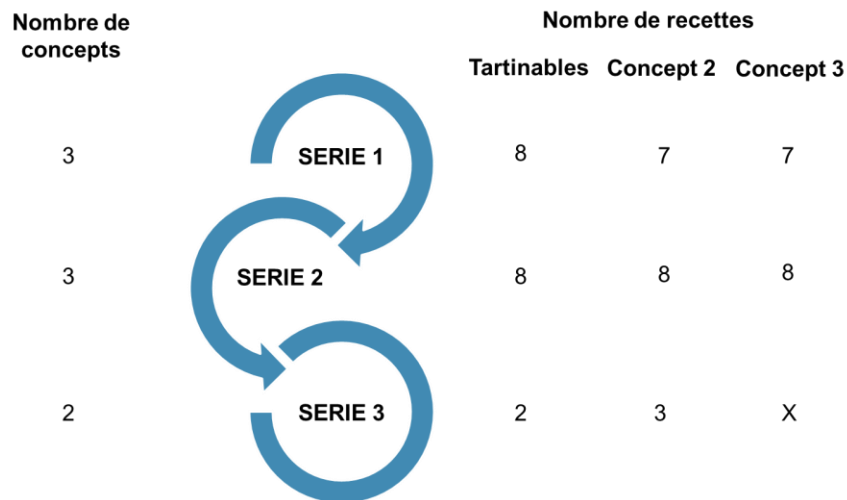 Nombre de
concepts
Nombre de recettes
Tartinables Concept 2 Concept 3
3 SERIE 1 8 7 7
3 SERIE 2 8 8 8
2 SERIE 3 2 3 X